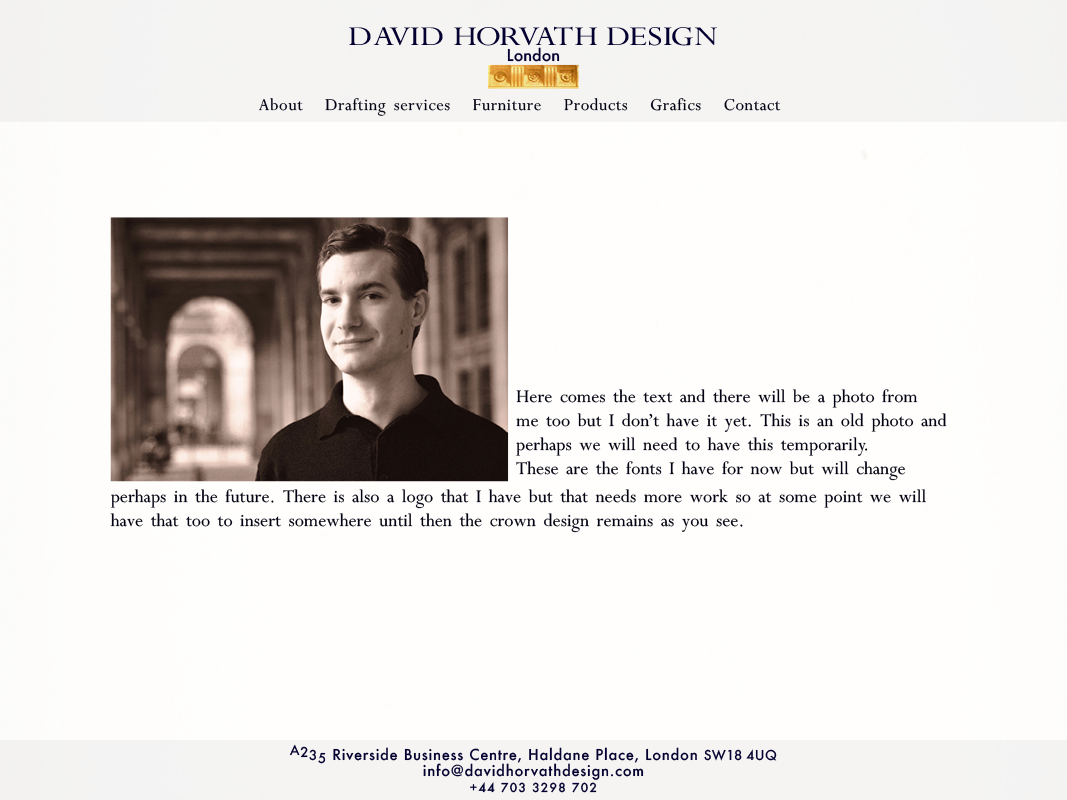 DAVID HORVATH DESIGN
London
About Drafting services Furniture Products Grafics Contact
Here comes the text and there will be a photo from
me too but I don't have it yet. This is an old photo and
perhaps we will need to have this temporarily.
These are the fonts I have for now but will change
perhaps in the future. There is also a logo that I have but that needs more work so at some point we will
have that too to insert somewhere until then the crown design remains as you see.
A235 Riverside Business Centre, Haldane Place, London SW18 4UQ
info@davidhorvathdesign.com
+44 703 3298 702